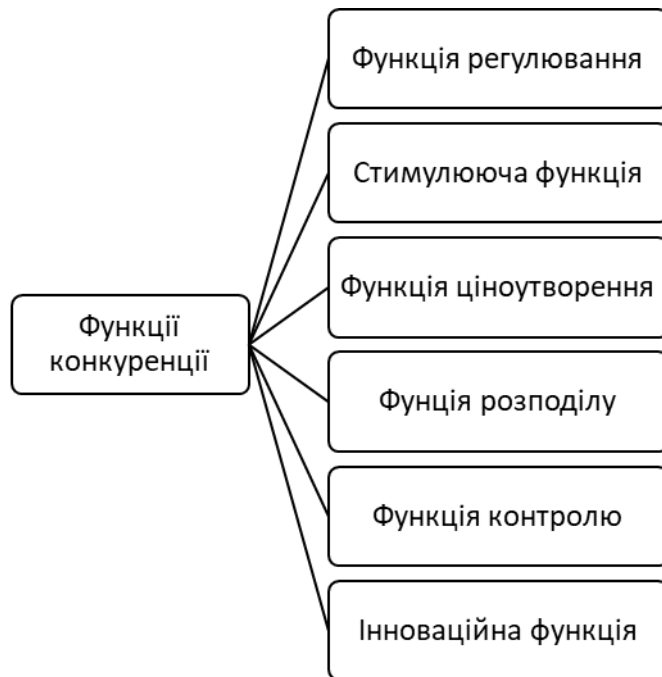 Функції
конкуренції
Функція регулювання
Стимулююча функція
Функція ціноутворення
Фунція розподілу
Функція контролю
Інноваційна функція